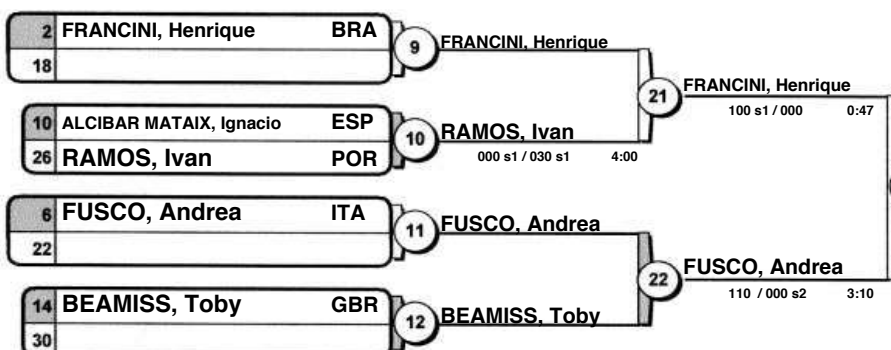 2 FRANCINI, Henrique BRA
18
9
FRANCINI, Henrique
10 ALCIBAR MATAIX, Ignacio ESP
26 RAMOS, Ivan POR
10
RAMOS, Ivan
000 s1 / 030 s1 4:00
21
FRANCINI, Henrique
100 s1 / 000 0:47
6 FUSCO, Andrea ITA
22
11
FUSCO, Andrea
14 BEAMISS, Toby GBR
30
12
BEAMISS, Toby
22
FUSCO, Andrea
110 / 000 s2 3:10